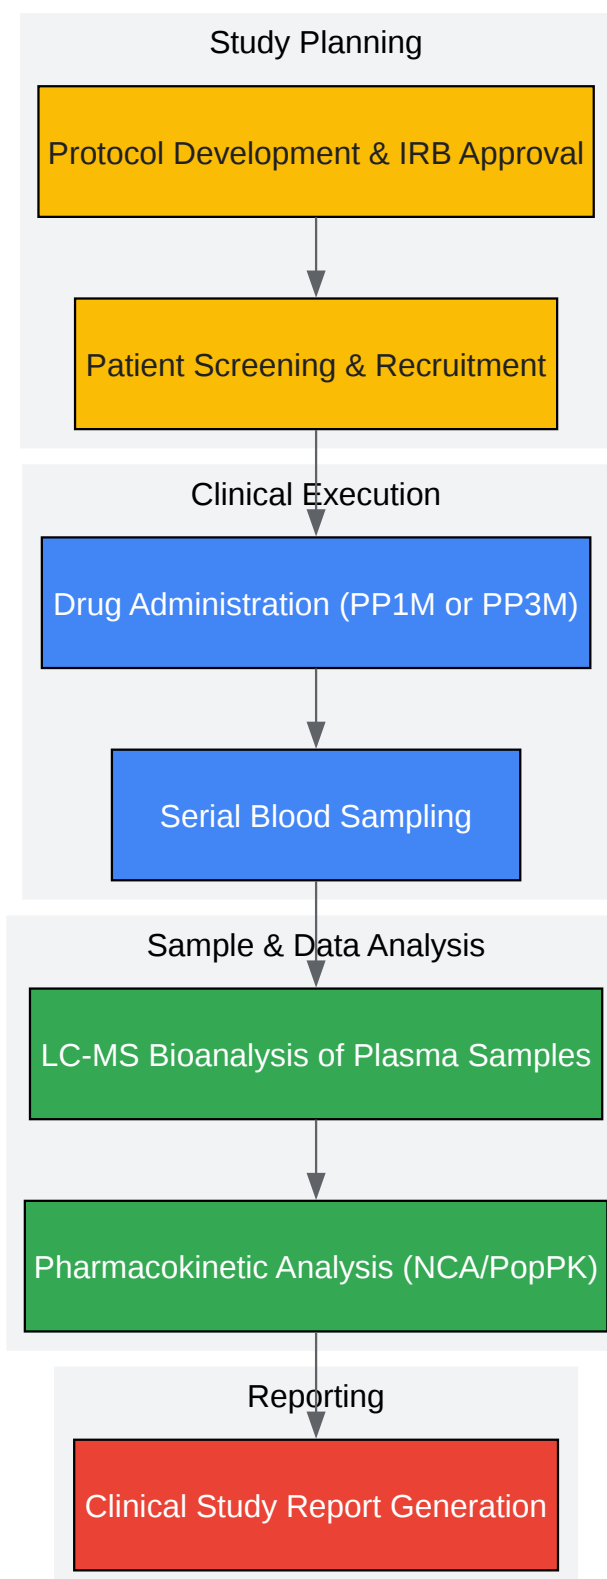 Study Planning
Protocol Development & IRB Approval
Patient Screening & Recruitment
Clinical Execution
Drug Administration (PP1M or PP3M)
Serial Blood Sampling
Sample & Data Analysis
LC-MS Bioanalysis of Plasma Samples
Pharmacokinetic Analysis (NCA/PopPK)
Reporting
Clinical Study Report Generation